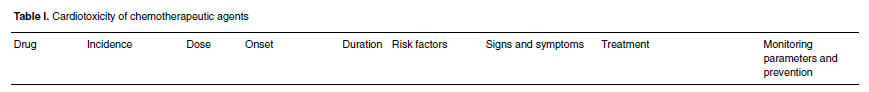 Table I. Cardiotoxicity of chemotherapeutic agents
Drug Incidence Dose Onset Duration Risk factors Signs and symptoms Treatment Monitoring
parameters and
prevention